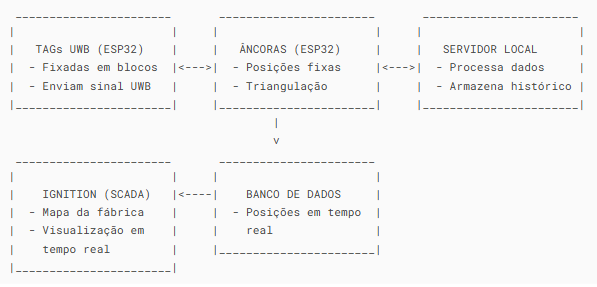 TAGs UWB (ESP32)
- Fixadas em blocos
- Enviam sinal UWB
<--->
ÂNCORAS (ESP32)
- Posições fixas
- Triangulação
<--->
SERVIDOR LOCAL
- Processa dados
- Armazena histórico
|
v
IGNITION (SCADA)
- Mapa da fábrica
- Visualização em
tempo real
<----
BANCO DE DADOS
- Posições em tempo
real